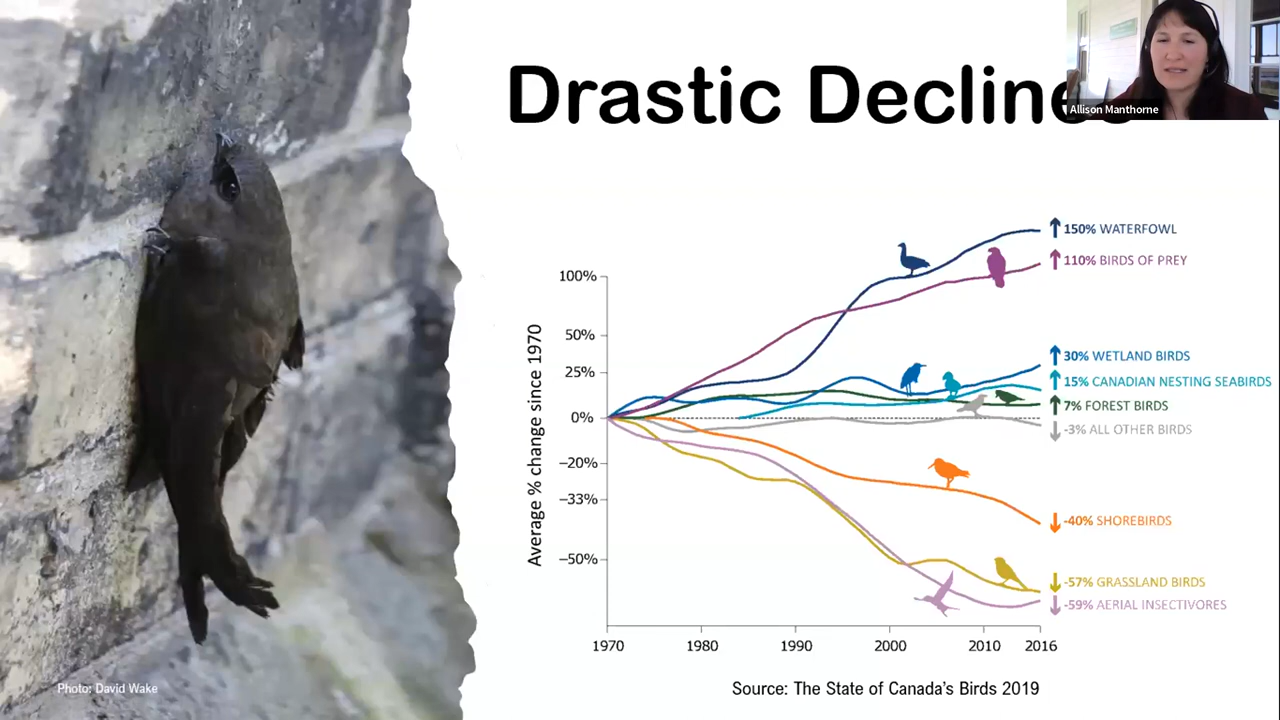 Drastic Decline
Allison Manthorne
Average % change since 1970
100%
50%
25%
0%
−20%
−33%
−50%
150% WATERFOWL
110% BIRDS OF PREY
30% WETLAND BIRDS
15% CANADIAN NESTING SEABIRDS
7% FOREST BIRDS
-3% ALL OTHER BIRDS
-40% SHOREBIRDS
-57% GRASSLAND BIRDS
-59% AERIAL INSECTIVORES
1970 1980 1990 2000 2010 2016
Source: The State of Canada's Birds 2019
Photo: David Wake